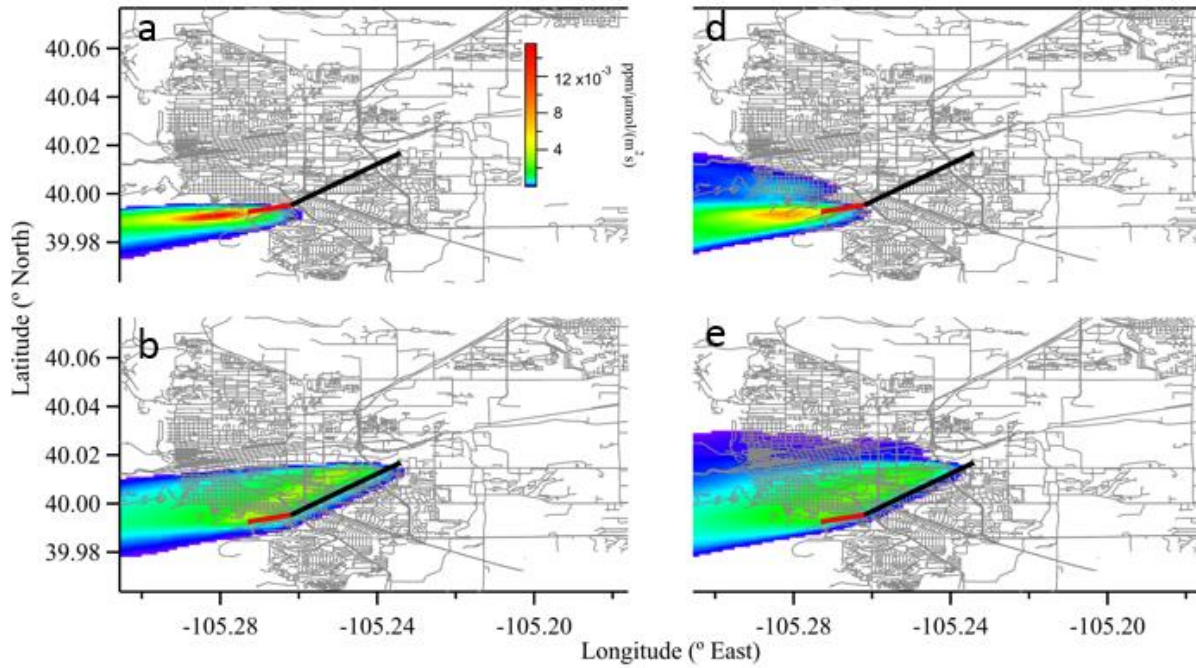 a
40.06
40.04
40.02
40.00
39.98
12 x10⁻³
8
4
ppm/μmol/(m²s)
d
b
40.06
40.04
40.02
40.00
39.98
e
Latitude (º North)
-105.28
-105.24
-105.20
-105.28
-105.24
-105.20
Longitude (º East)